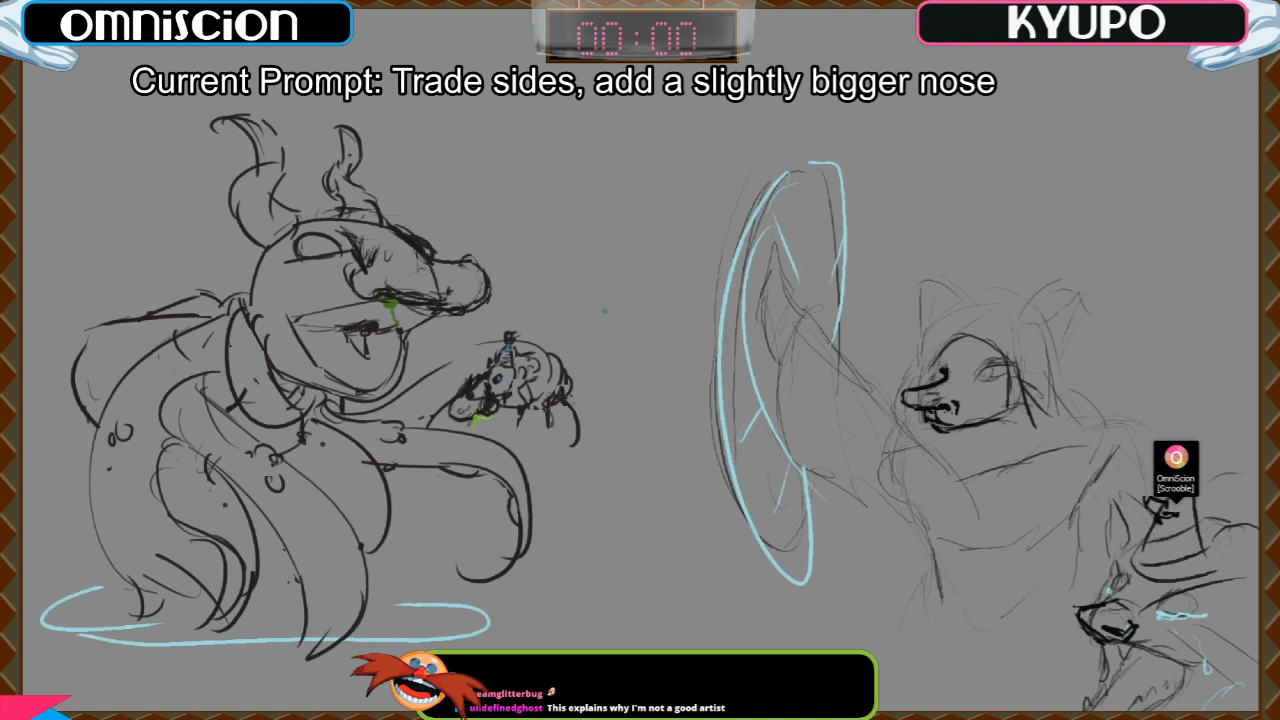 OMNISCION
00:00
KYUPO
Current Prompt: Trade sides, add a slightly bigger nose
OmniScion
[Scrooble]
eamglitterbug
undefinedghost This explains why I'm not a good artist